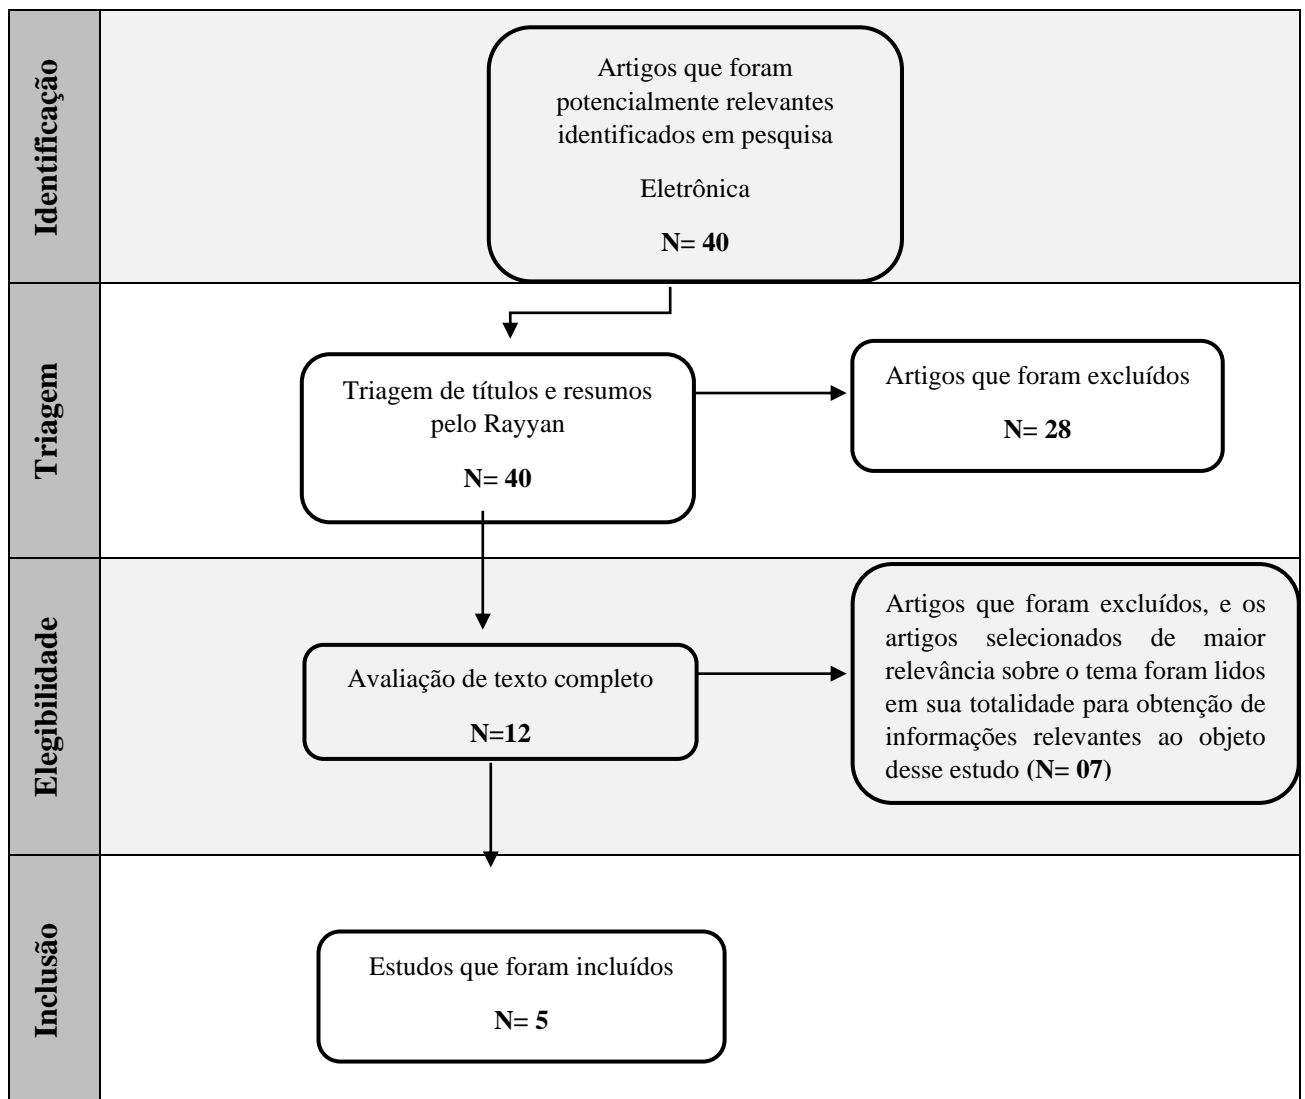 Identificação
Artigos que foram
potencialmente relevantes
identificados em pesquisa
Eletrônica
N= 40
Triagem
Triagem de títulos e resumos
pelo Rayyan
N= 40
Artigos que foram excluídos
N= 28
Elegibilidade
Avaliação de texto completo
N=12
Artigos que foram excluídos, e os
artigos selecionados de maior
relevância sobre o tema foram lidos
em sua totalidade para obtenção de
informações relevantes ao objeto
desse estudo (N= 07)
Inclusão
Estudos que foram incluídos
N= 5